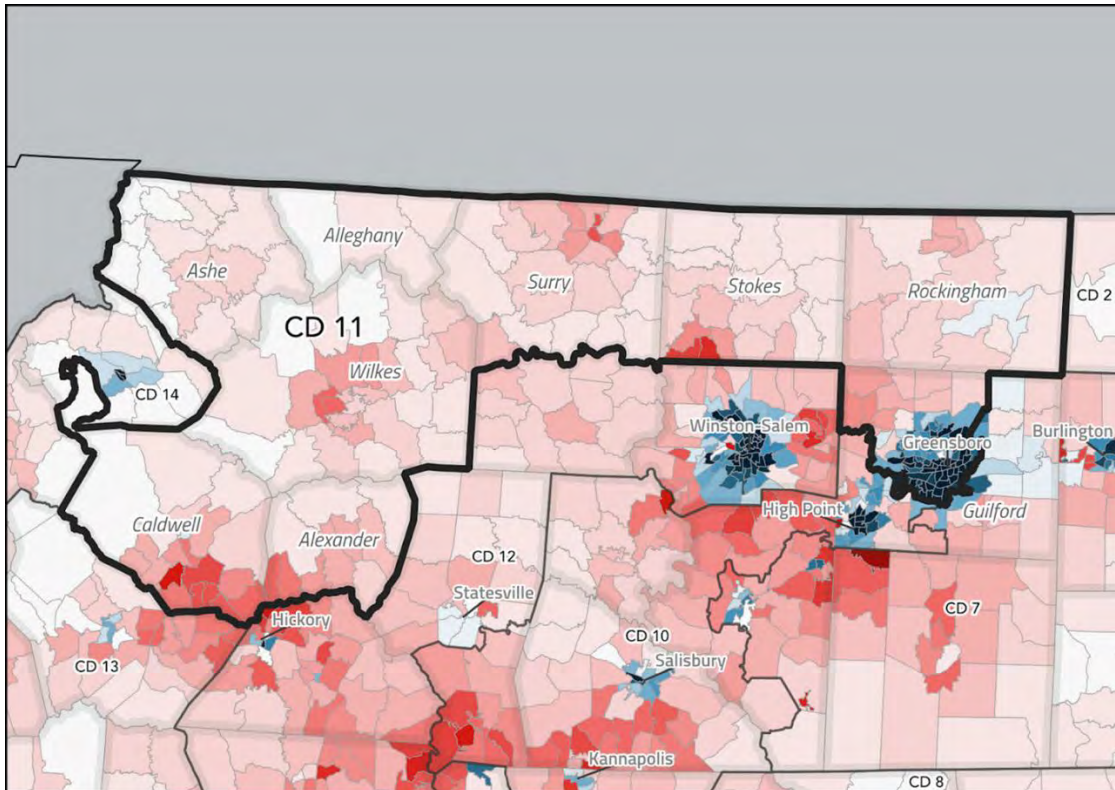 Alleghany
Ashe
Surry
Stokes
Rockingham
CD 2
CD 11
Wilkes
CD 14
Winston-Salem
Greensboro
Burlington
High Point
Guilford
Caldwell
Alexander
CD 12
Statesville
Hickory
CD 7
CD 10
CD 13
Salisbury
Kannapolis
CD 8